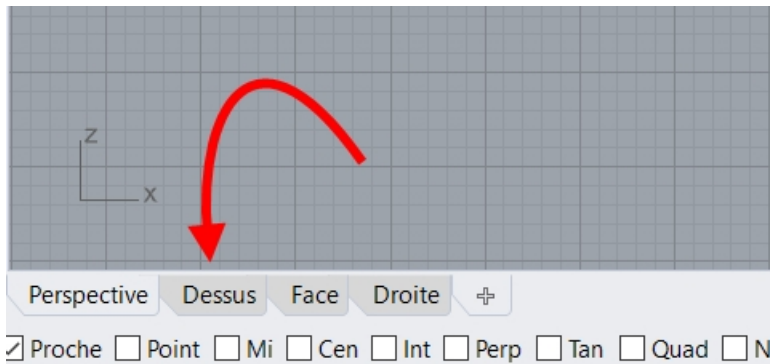 z
x
Perspective Dessus Face Droite
Proche Point Mi Cen Int Perp Tan Quad N